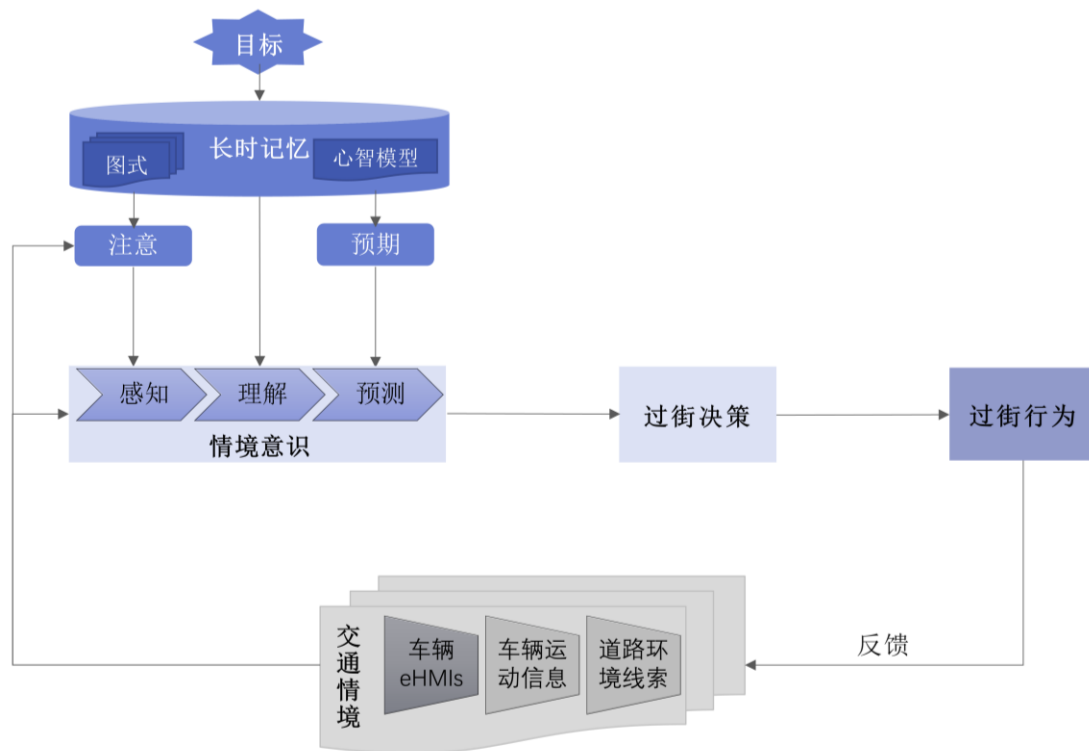 目标
长时记忆
图式
心智模型
注意
预期
感知
理解
预测
情境意识
过街决策
过街行为
反馈
交通情境
车辆
eHMIs
车辆运
动信息
道路环
境线索